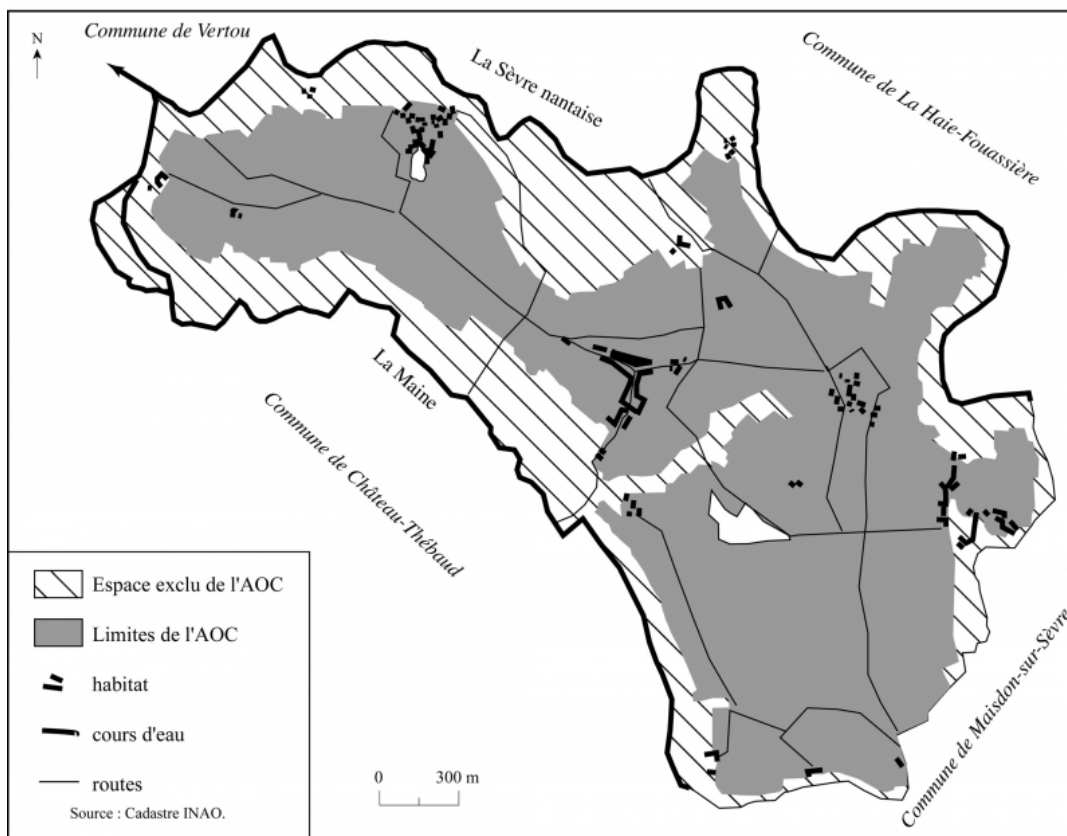 N
Commune de Vertou
La Sèvre nantaise
Commune de La Haie-Fouassière
La Maine
Commune de Château-Thébaud
Commune de Maisdon-sur-Sèvre
Espace exclu de l'AOC
Limites de l'AOC
habitat
cours d'eau
routes
Source : Cadastre INAO.
0 300 m